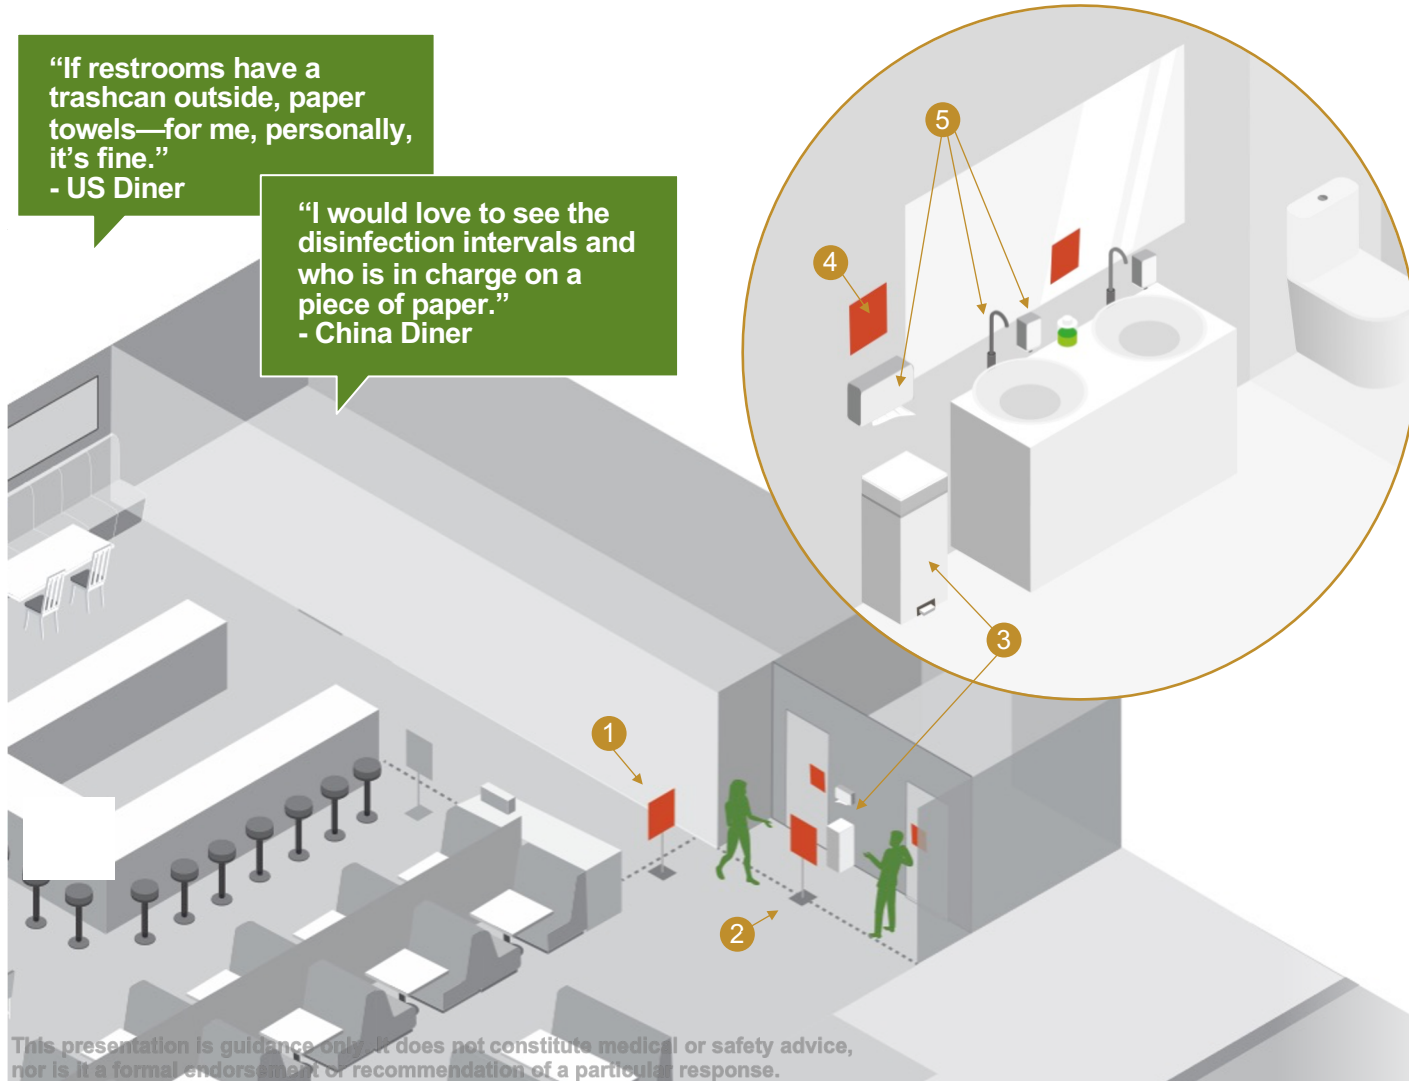 “If restrooms have a
trashcan outside, paper
towels—for me, personally,
it’s fine.”
- US Diner
“I would love to see the
disinfection intervals and
who is in charge on a
piece of paper.”
- China Diner
5
4
3
1
2
This presentation is guidance only. It does not constitute medical or safety advice,
nor is it a formal endorsement or recommendation of a particular response.